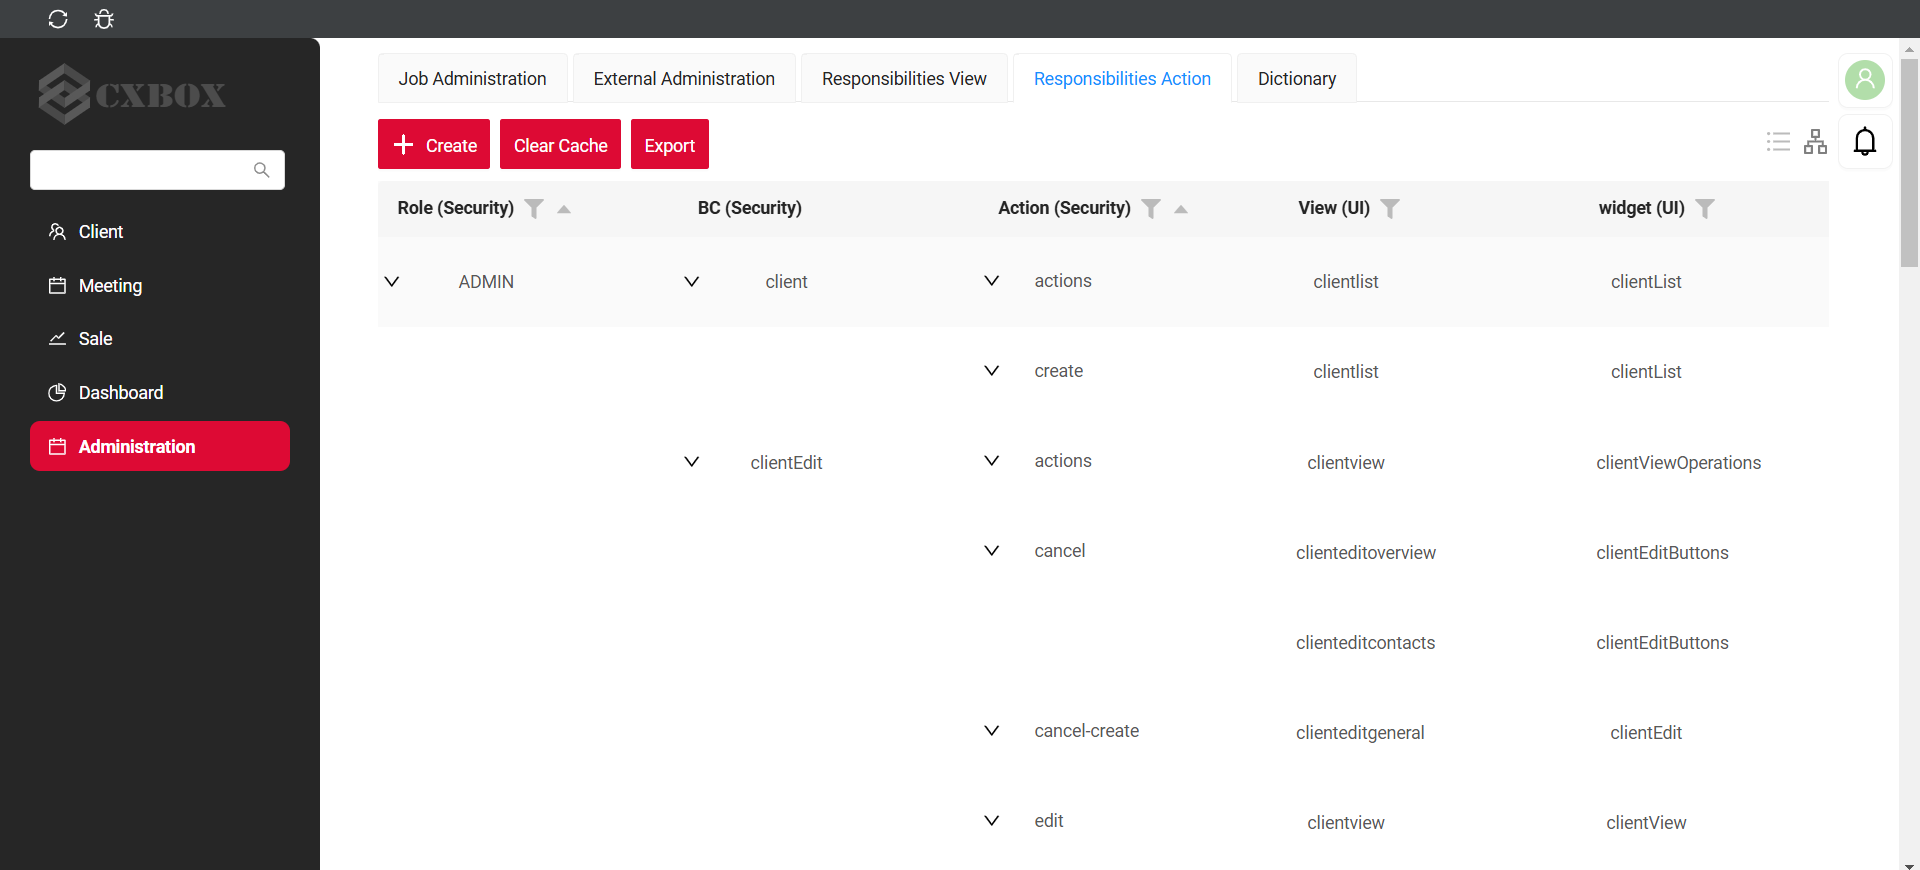 CXBOX
Client
Meeting
Sale
Dashboard
Administration
Job Administration External Administration Responsibilities View Responsibilities Action Dictionary
Create Clear Cache Export
Role (Security) BC (Security) Action (Security) View (UI) widget (UI)
ADMIN client actions clientlist clientList
create clientlist clientList
clientEdit actions clientview clientViewOperations
cancel clienteditoverview clientEditButtons
clienteditcontacts clientEditButtons
cancel-create clienteditgeneral clientEdit
edit clientview clientView